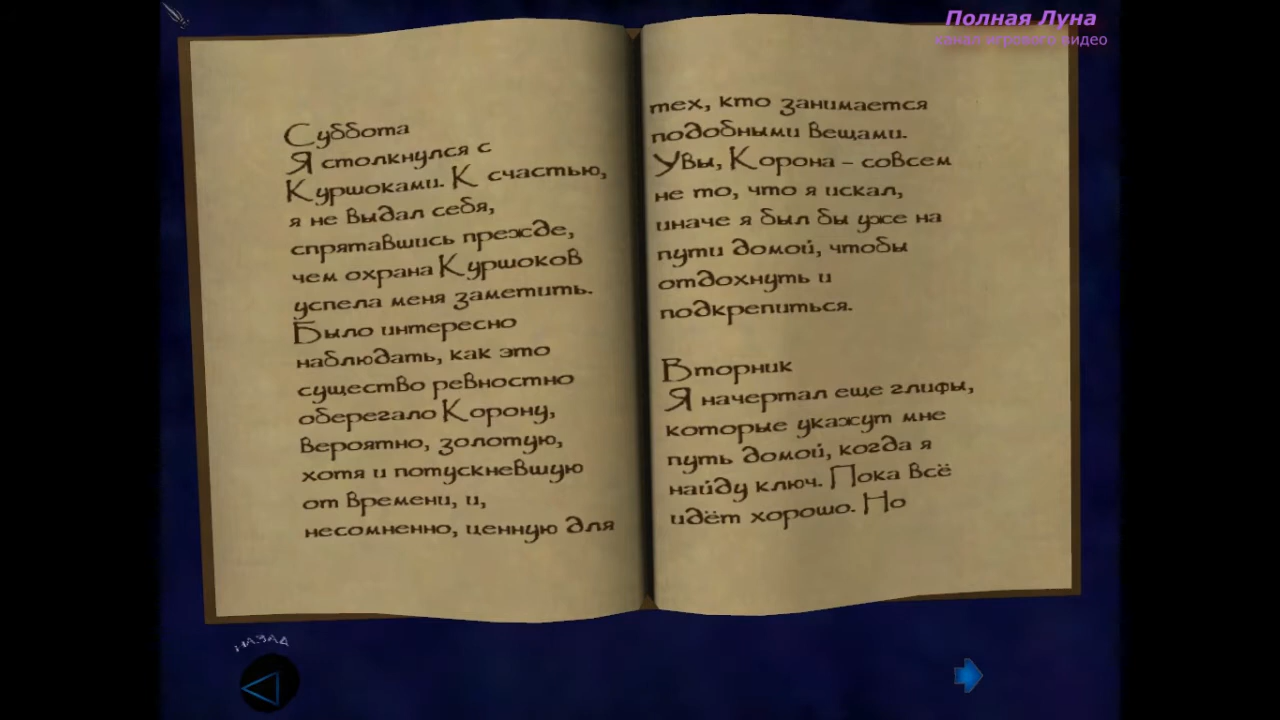 Полная Луна
канал игрового видео
Суббота
Я столкнулся с
Куршоками. К счастью,
я не выдал себя,
спрятавшись прежде,
чем охрана Куршоков
успела меня заметить.
Было интересно
наблюдать, как это
существо ревностно
оберегало Корону,
вероятно, золотую,
хотя и потускневшую
от времени, и,
несомненно, ценную для
тех, кто занимается
подобными вещами.
Увы, Корона - совсем
не то, что я искал,
иначе я был бы уже на
пути домой, чтобы
отдохнуть и
подкрепиться.
Вторник
Я начертал еще глифы,
которые укажут мне
путь домой, когда я
найду ключ. Пока всё
идёт хорошо. Но
НАЗАД